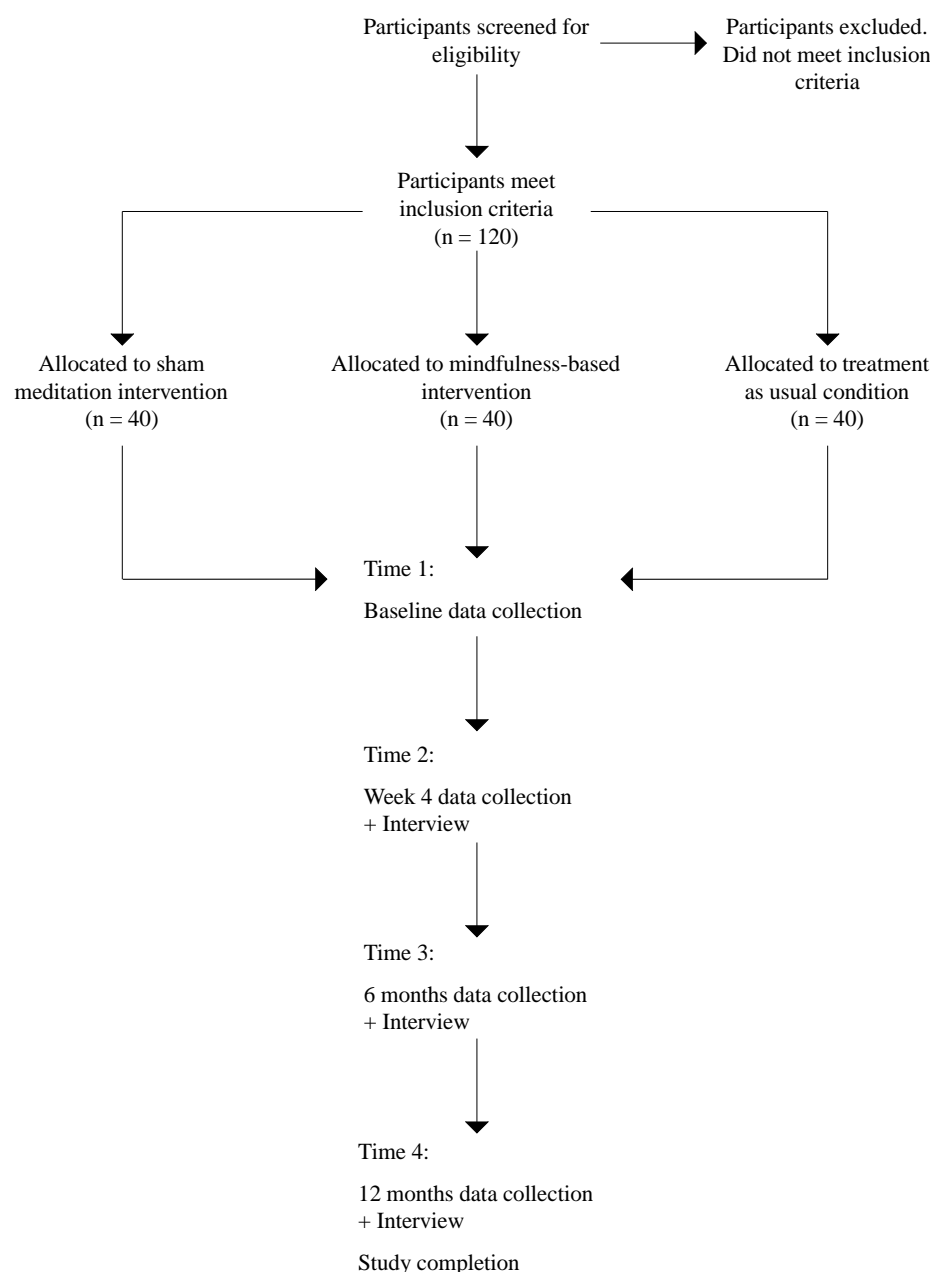 Participants screened for
eligibility
Participants excluded.
Did not meet inclusion
criteria
Participants meet
inclusion criteria
(n = 120)
Allocated to sham
meditation intervention
(n = 40)
Allocated to mindfulness-based
intervention
(n = 40)
Allocated to treatment
as usual condition
(n = 40)
Time 1:
Baseline data collection
Time 2:
Week 4 data collection
+ Interview
Time 3:
6 months data collection
+ Interview
Time 4:
12 months data collection
+ Interview
Study completion